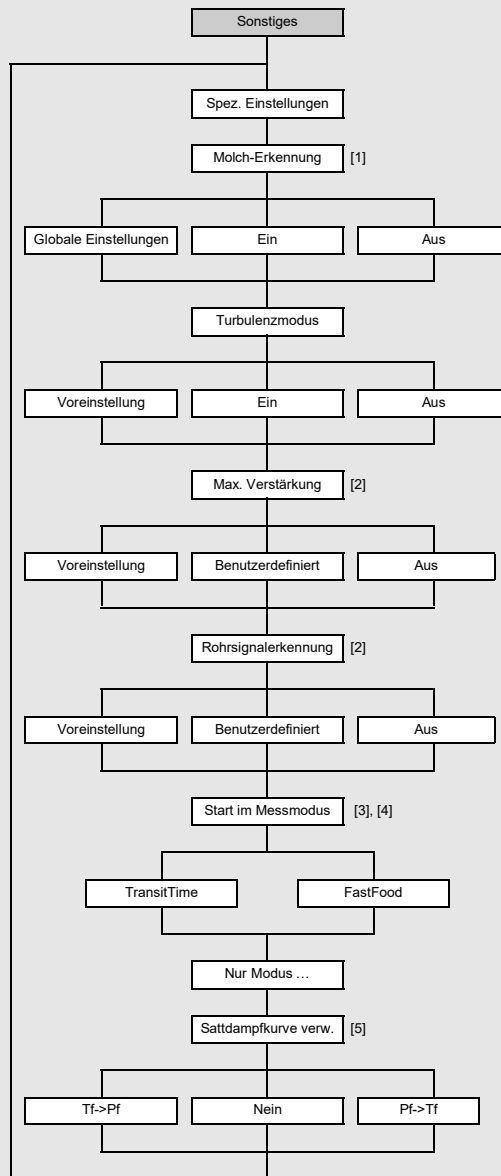 Sonstiges
Spez. Einstellungen
Molch-Erkennung [1]
Globale Einstellungen Ein Aus
Turbulenzmodus
Voreinstellung Ein Aus
Max. Verstärkung [2]
Voreinstellung Benutzerdefiniert Aus
Rohrsignalerkennung [2]
Voreinstellung Benutzerdefiniert Aus
Start im Messmodus [3], [4]
TransitTime FastFood
Nur Modus …
Sattdampfkurve verw. [5]
Tf->Pf Nein Pf->Tf